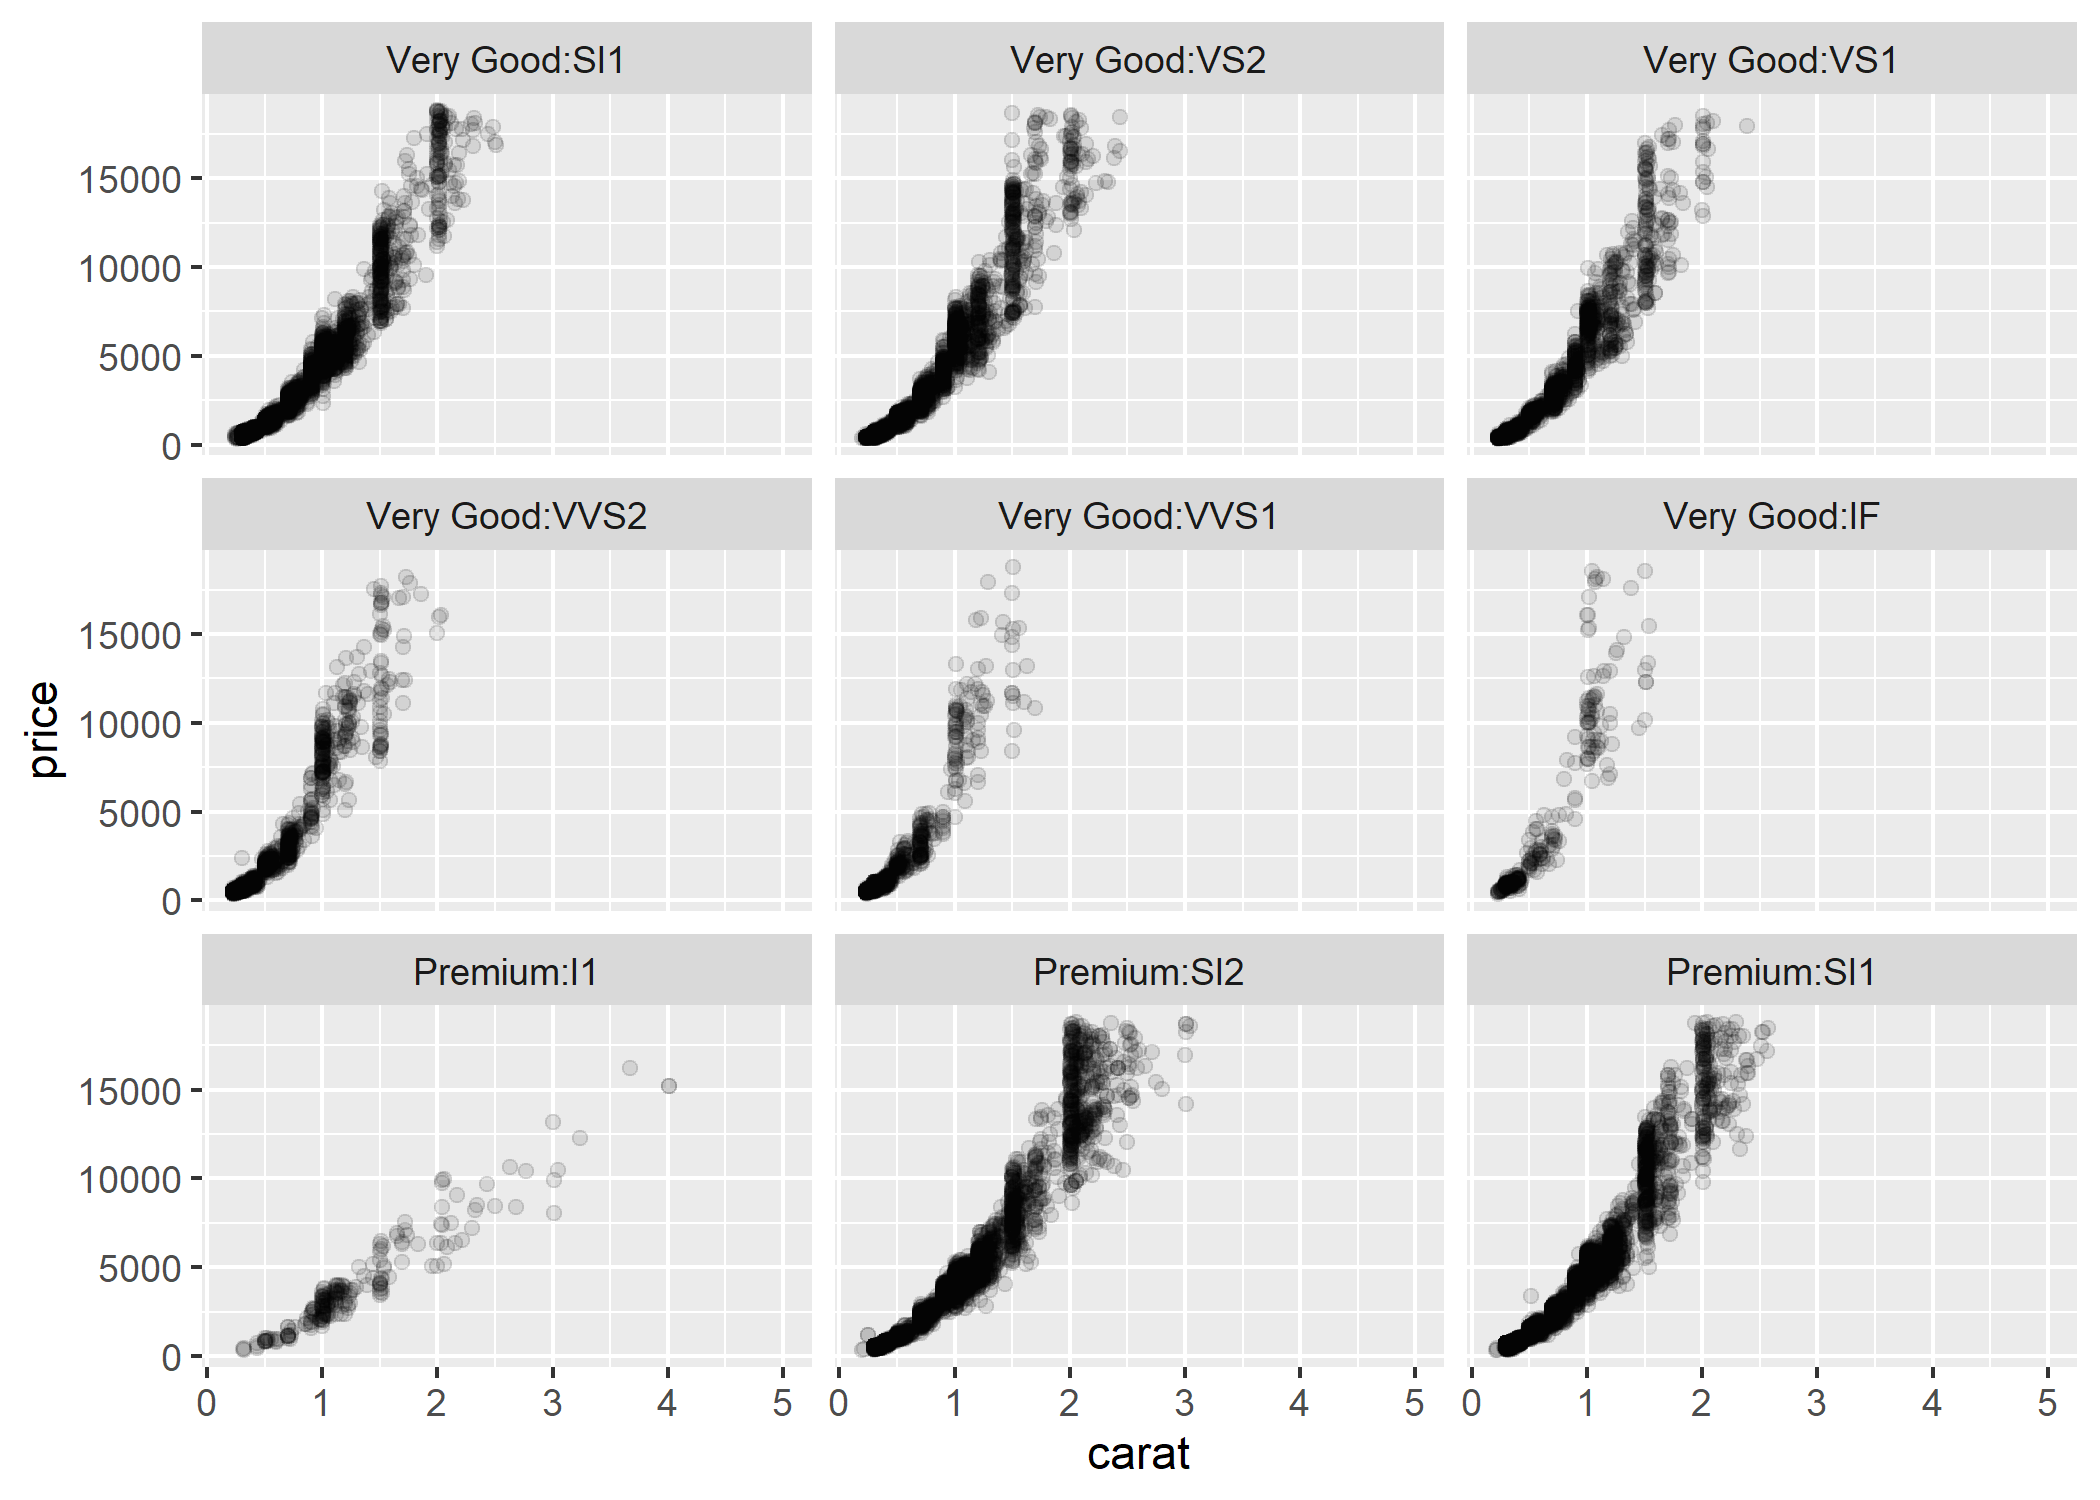 Very Good:SI1
Very Good:VS2
Very Good:VS1
15000
10000
5000
0
Very Good:VVS2
Very Good:VVS1
Very Good:IF
15000
10000
5000
0
price
Premium:I1
Premium:SI2
Premium:SI1
15000
10000
5000
0
0 1 2 3 4 5
0 1 2 3 4 5
0 1 2 3 4 5
carat